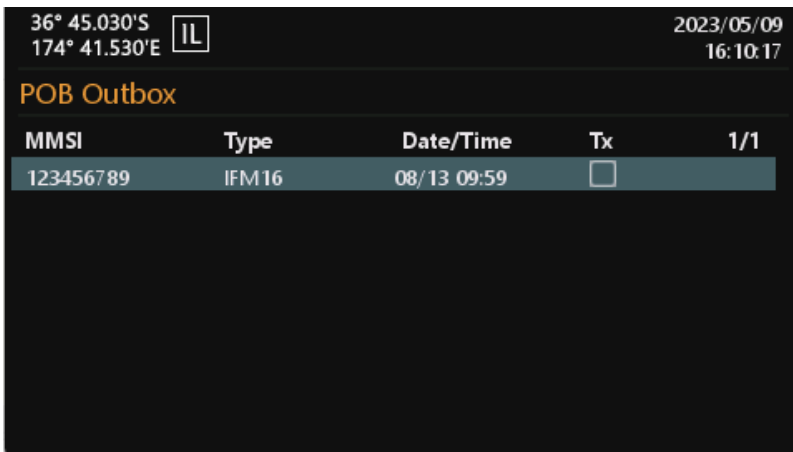 36° 45.030'S
174° 41.530'E
IL
2023/05/09
16:10:17
POB Outbox
MMSI Type Date/Time Tx 1/1
123456789 IFM16 08/13 09:59